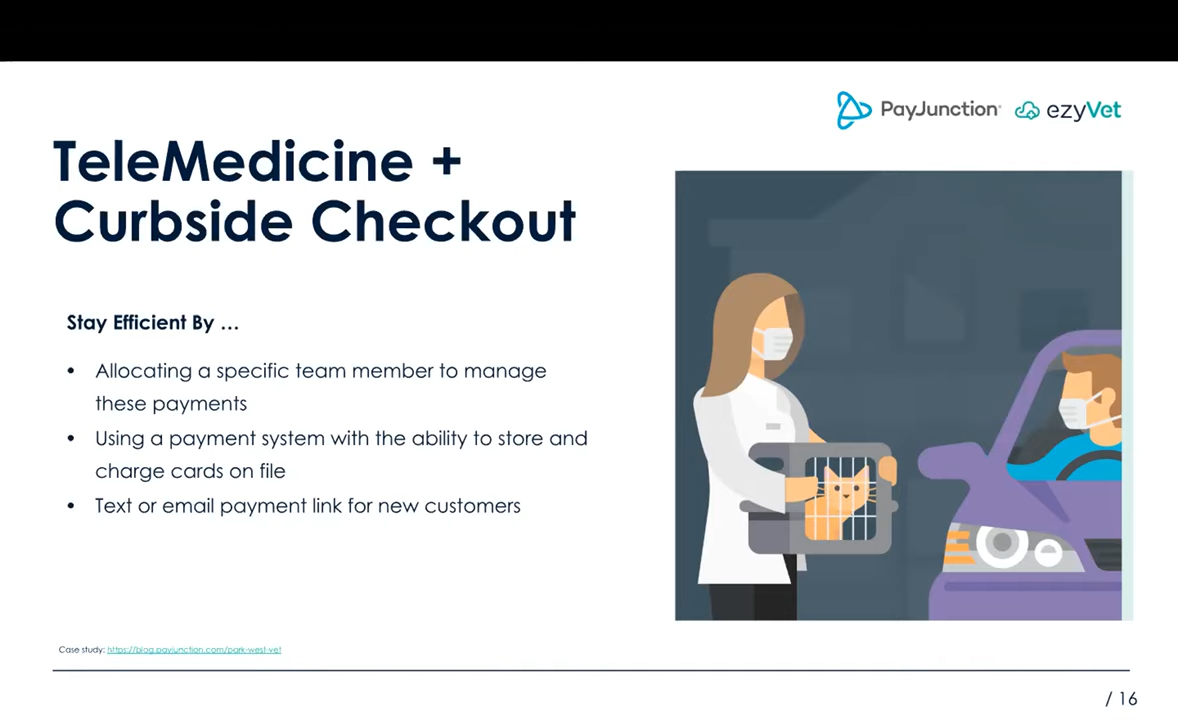 PayJunction ezyVet
TeleMedicine +
Curbside Checkout
Stay Efficient By ...
• Allocating a specific team member to manage
these payments
• Using a payment system with the ability to store and
charge cards on file
• Text or email payment link for new customers
Case study: https://blog.payjunction.com/park-west-vet
/ 16